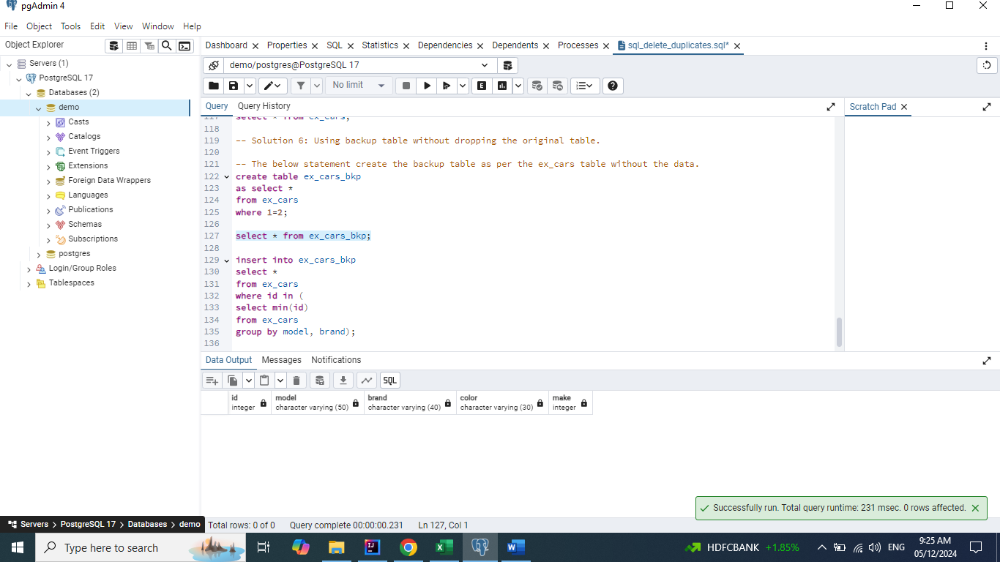 pgAdmin 4
File Object Tools Edit View Window Help
Object Explorer
Servers (1)
PostgreSQL 17
Databases (2)
demo
Casts
Catalogs
Event Triggers
Extensions
Foreign Data Wrappers
Languages
Publications
Schemas
Subscriptions
postgres
Login/Group Roles
Tablespaces
Dashboard Properties SQL Statistics Dependencies Dependents Processes sql_delete_duplicates.sql*
demo/postgres@PostgreSQL 17
No limit
Query Query History
Scratch Pad
117 select * from ex_cars;
118
119 -- Solution 6: Using backup table without dropping the original table.
120
121 -- The below statement create the backup table as per the ex_cars table without the data.
122 create table ex_cars_bkp
123 as select *
124 from ex_cars
125 where 1=2;
126
127 select * from ex_cars_bkp;
128
129 insert into ex_cars_bkp
130 select *
131 from ex_cars
132 where id in (
133 select min(id)
134 from ex_cars
135 group by model, brand);
136
Data Output Messages Notifications
SQL
id model brand color make
integer character varying (50) character varying (40) character varying (30) integer
Successfully run. Total query runtime: 231 msec. 0 rows affected.
Servers > PostgreSQL 17 > Databases > demo
Total rows: 0 of 0 Query complete 00:00:00.231 Ln 127, Col 1
Type here to search
HDFCBANK +1.85%
ENG
9:25 AM
05/12/2024